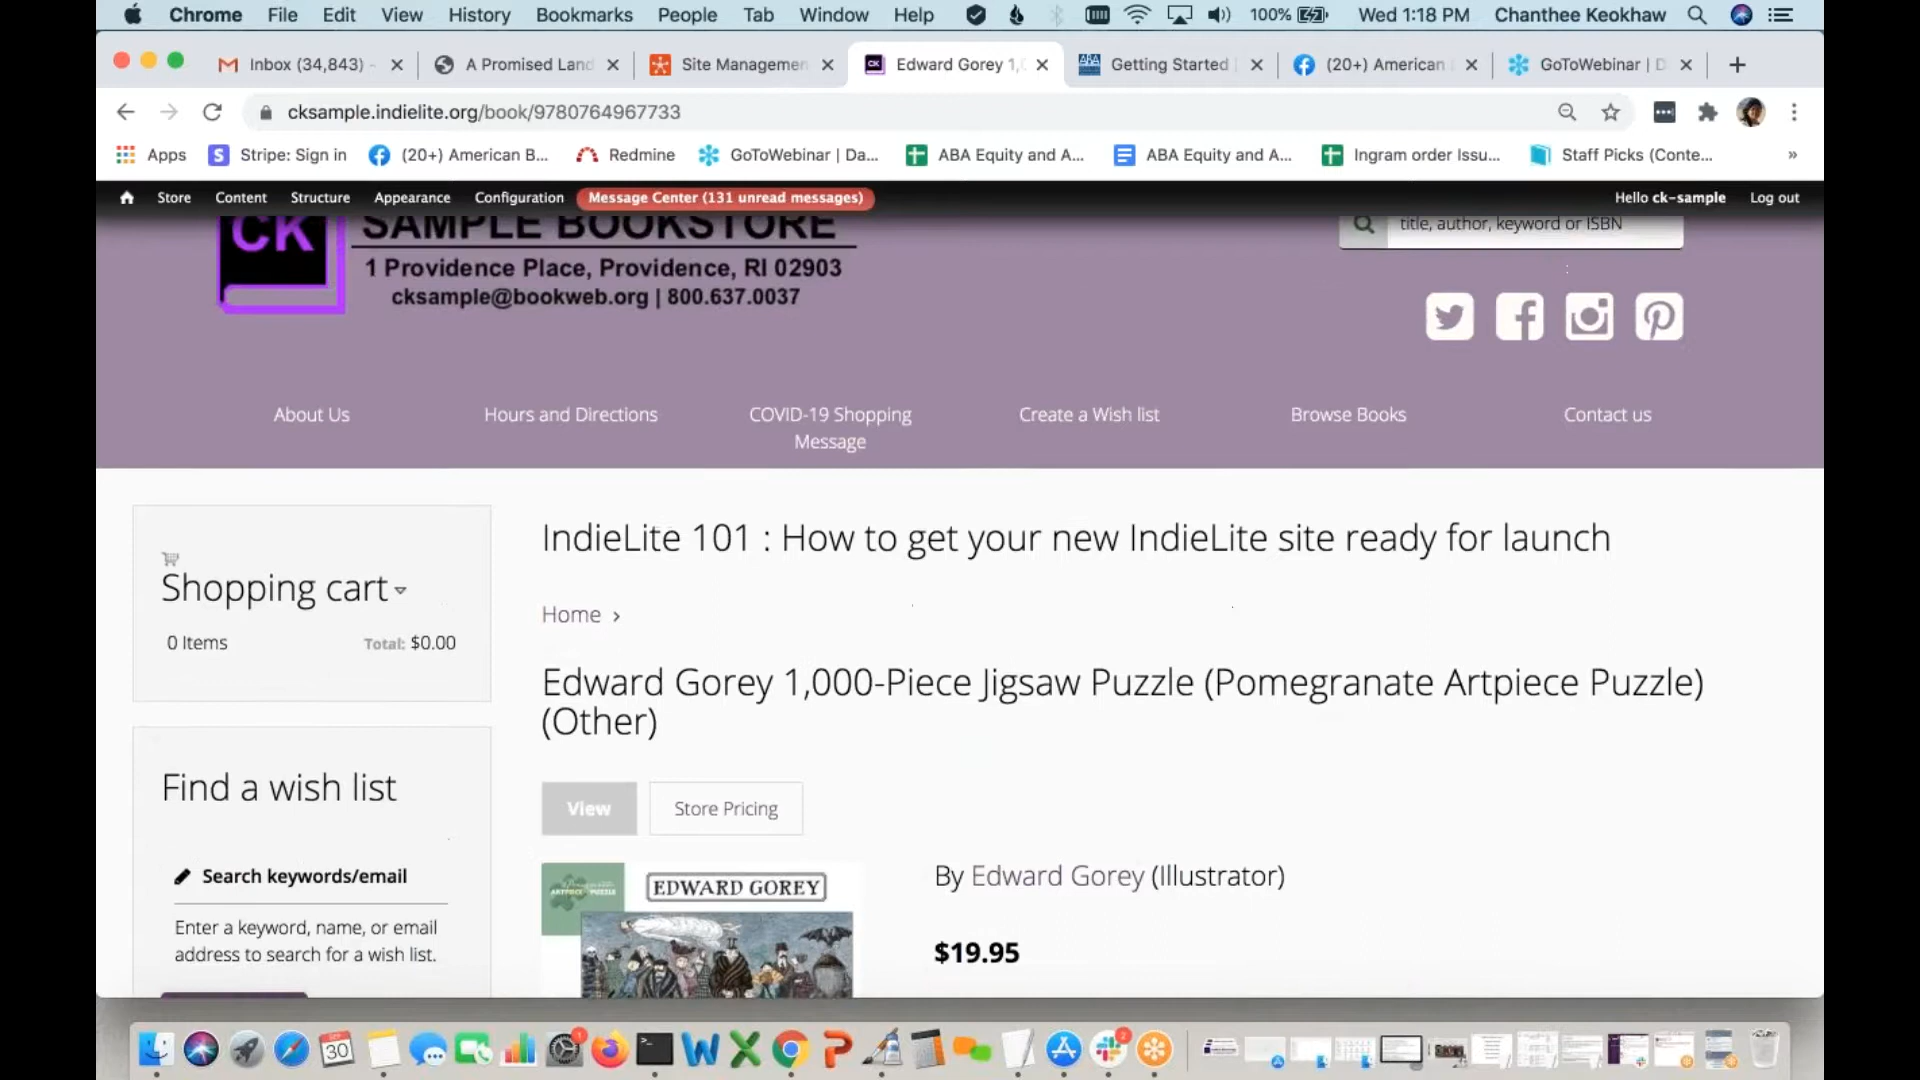 Chrome File Edit View History Bookmarks People Tab Window Help 100% Wed 1:18 PM Chanthee Keokhaw
Inbox (34,843) - A Promised Land Site Managemen Edward Gorey 1,0 Getting Started (20+) American GoToWebinar | D
cksample.indielite.org/book/9780764967733
Apps Stripe: Sign in (20+) American B... Redmine GoToWebinar | Da... ABA Equity and A... ABA Equity and A... Ingram order Issu... Staff Picks (Conte... »
Store Content Structure Appearance Configuration Message Center (131 unread messages) Hello ck-sample Log out
CK SAMPLE BOOKSTORE title, author, keyword or ISBN
1 Providence Place, Providence, RI 02903
cksample@bookweb.org | 800.637.0037
About Us Hours and Directions COVID-19 Shopping Create a Wish list Browse Books Contact us
Message
IndieLite 101 : How to get your new IndieLite site ready for launch
Shopping cart
0 Items Total: $0.00
Home ›
Edward Gorey 1,000-Piece Jigsaw Puzzle (Pomegranate Artpiece Puzzle)
(Other)
View Store Pricing
Find a wish list
Search keywords/email
Enter a keyword, name, or email
address to search for a wish list.
EDWARD GOREY
By Edward Gorey (Illustrator)
$19.95
30